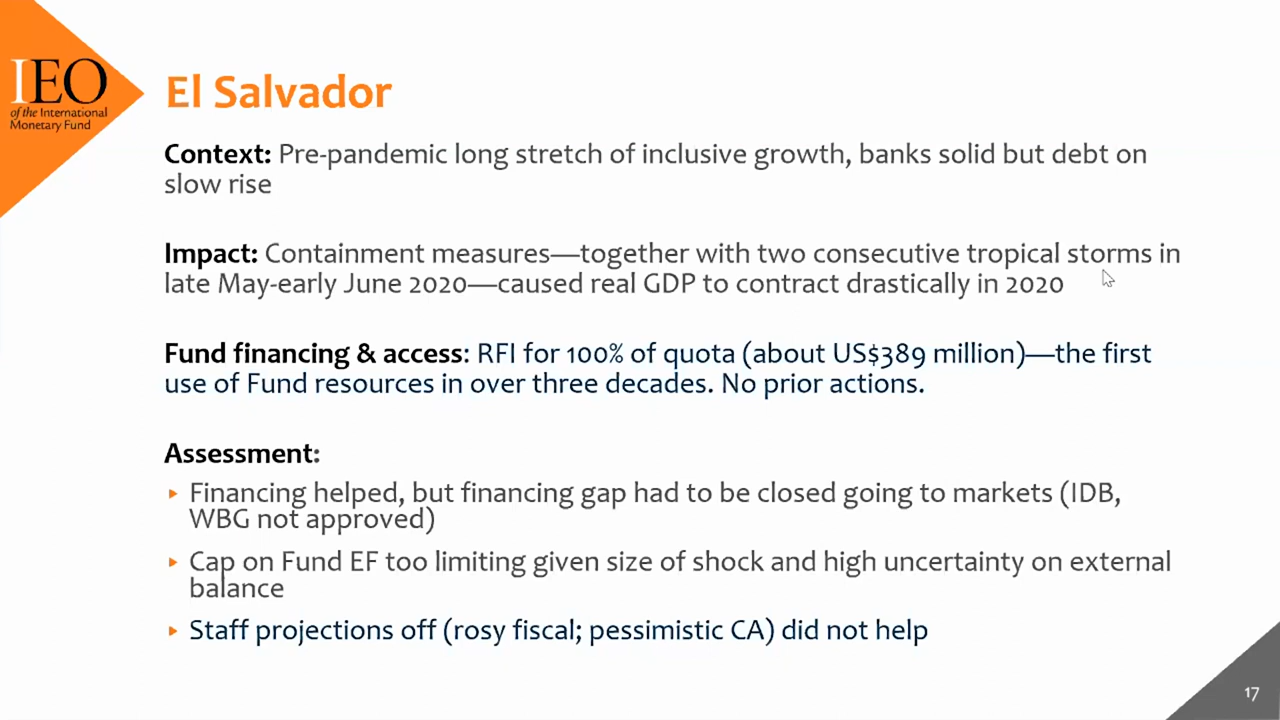 IEO
of the International
Monetary Fund
El Salvador
Context: Pre-pandemic long stretch of inclusive growth, banks solid but debt on
slow rise
Impact: Containment measures—together with two consecutive tropical storms in
late May-early June 2020—caused real GDP to contract drastically in 2020
Fund financing & access: RFI for 100% of quota (about US$389 million)—the first
use of Fund resources in over three decades. No prior actions.
Assessment:
▸ Financing helped, but financing gap had to be closed going to markets (IDB,
WBG not approved)
▸ Cap on Fund EF too limiting given size of shock and high uncertainty on external
balance
▸ Staff projections off (rosy fiscal; pessimistic CA) did not help
17